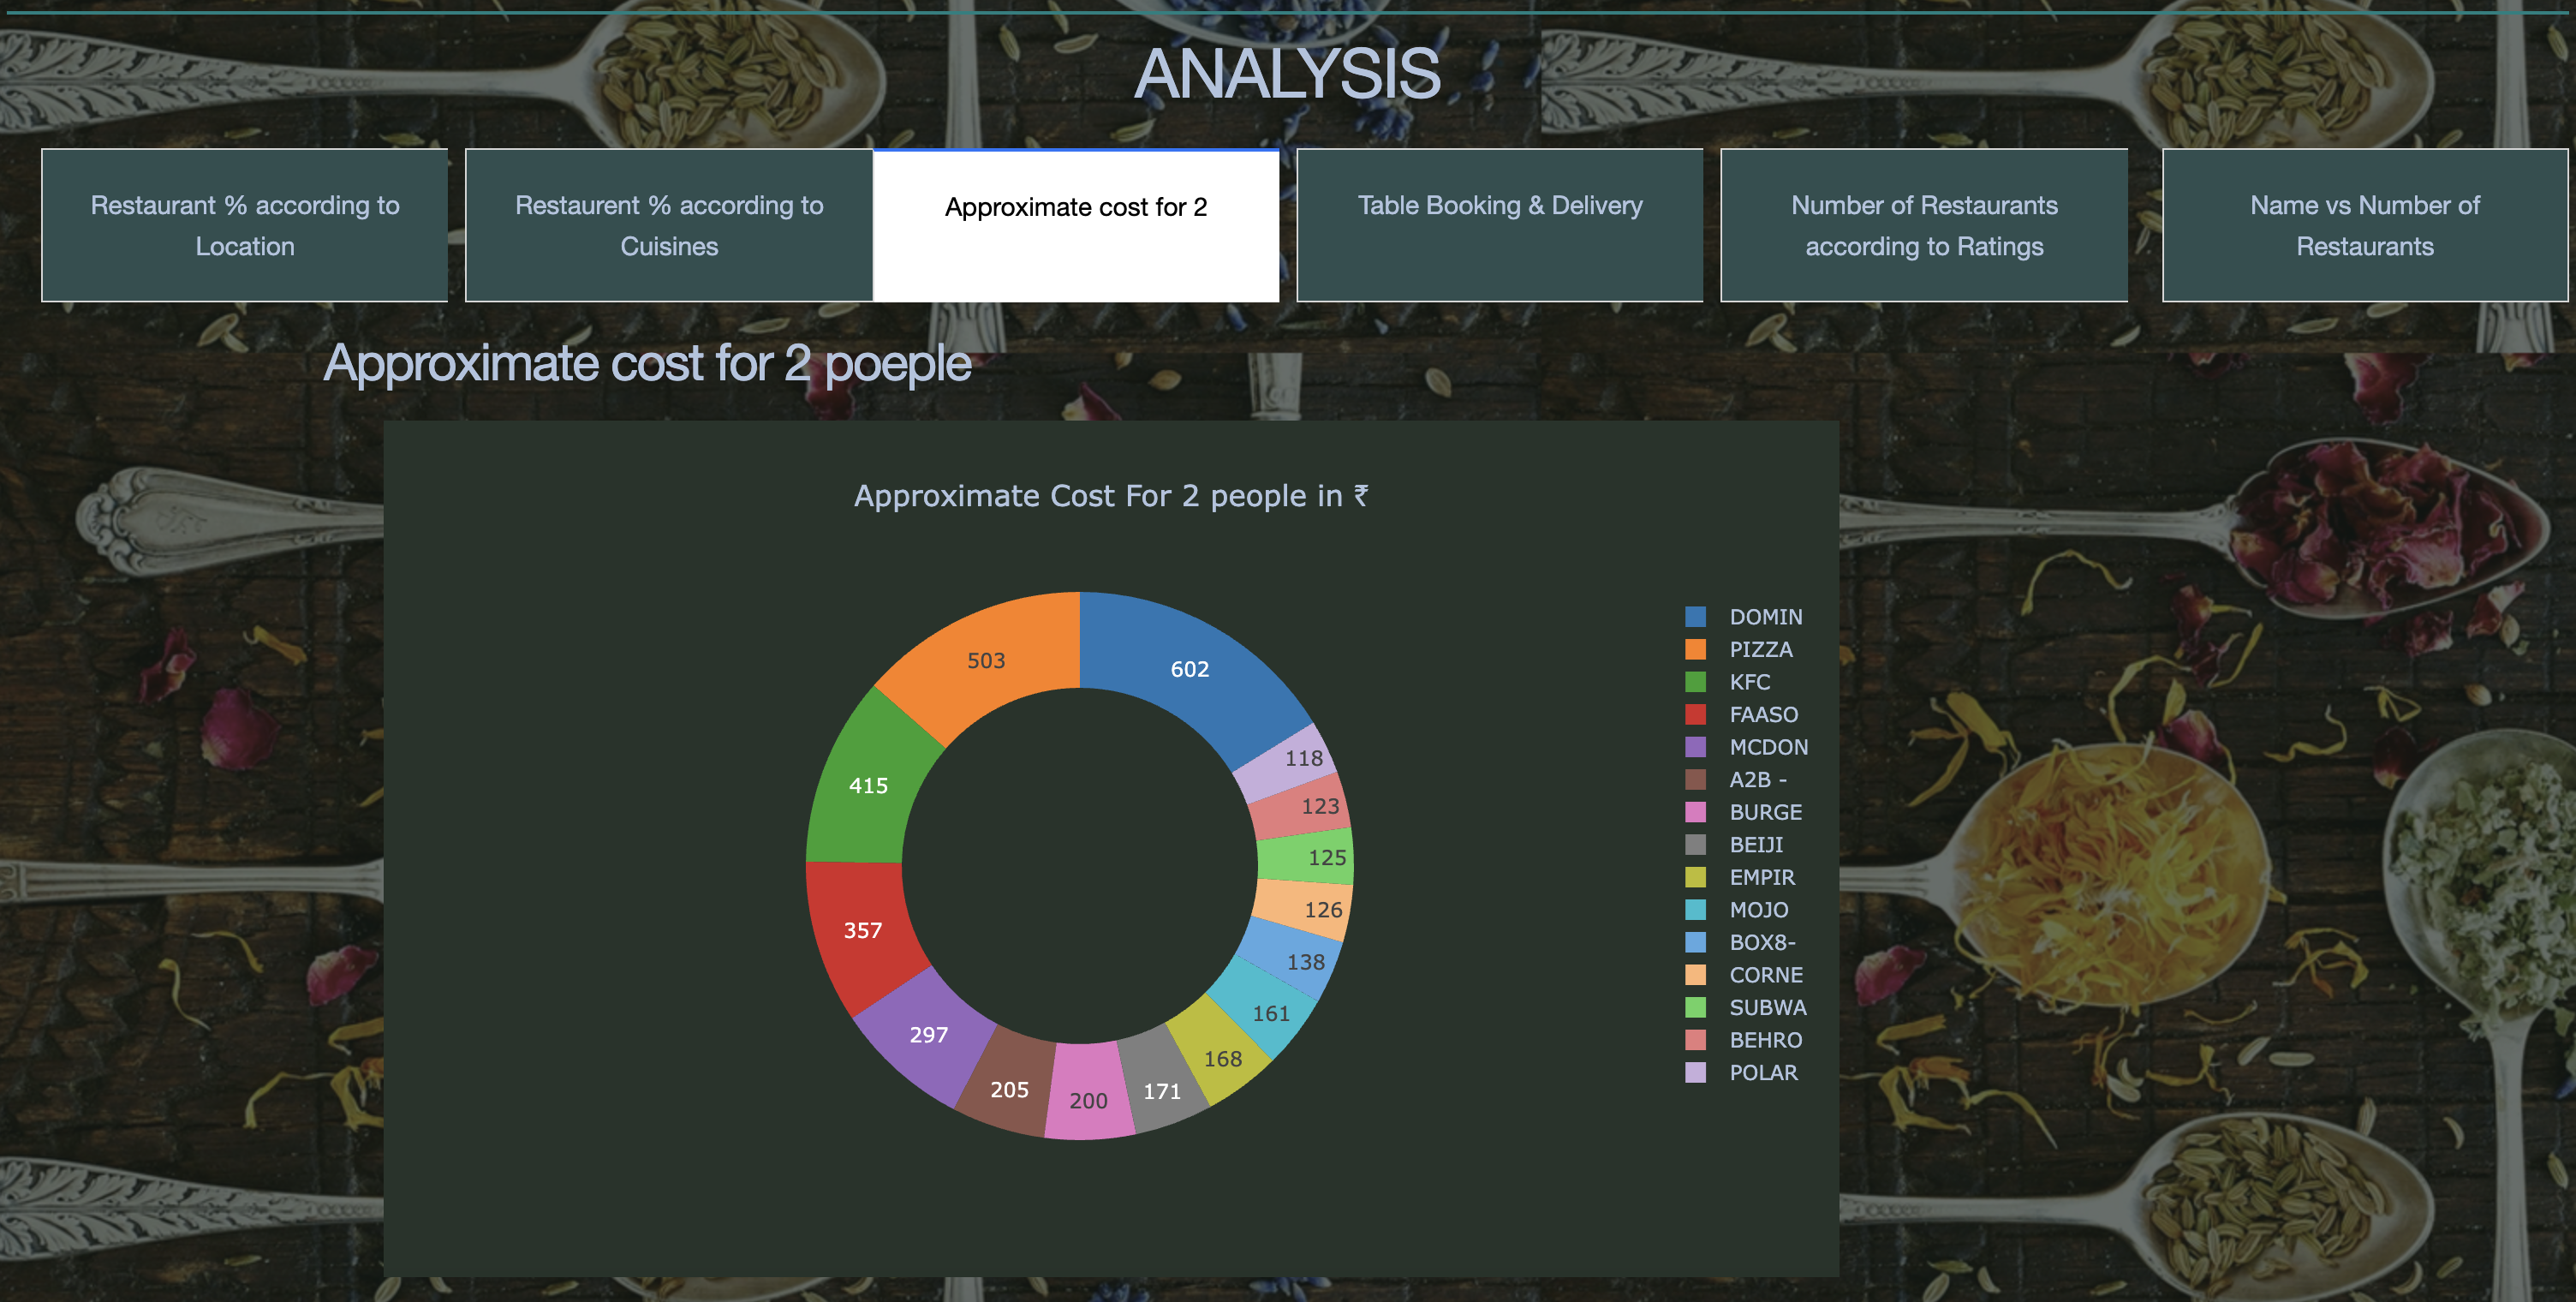 ANALYSIS
Restaurant % according to
Location
Restaurent % according to
Cuisines
Approximate cost for 2
Table Booking & Delivery
Number of Restaurants
according to Ratings
Name vs Number of
Restaurants
Approximate cost for 2 poeple
Approximate Cost For 2 people in ₹
602
118
123
125
126
138
161
168
171
200
205
297
357
415
503
DOMIN
PIZZA
KFC
FAASO
MCDON
A2B -
BURGE
BEIJI
EMPIR
MOJO
BOX8-
CORNE
SUBWA
BEHRO
POLAR